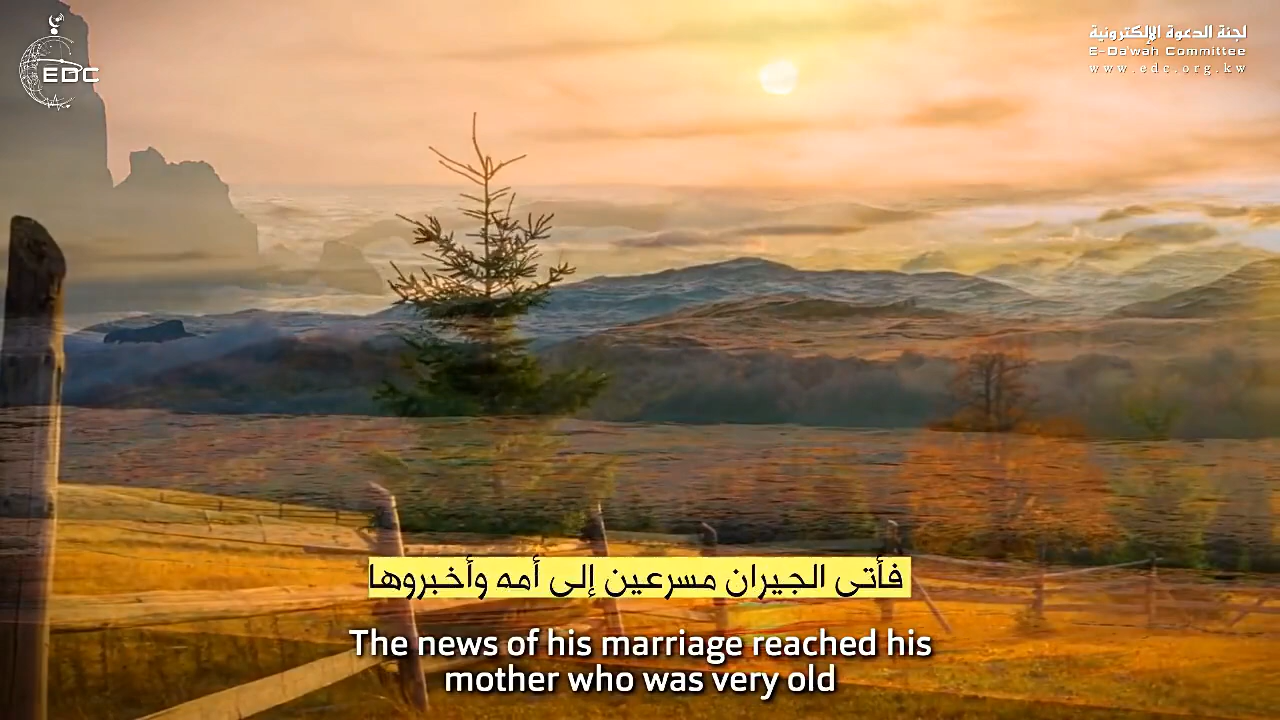 EDC
لجنة الدعوة الإلكترونية
E-Da'wah Committee
www.edc.org.kw
فأتى الجيران مسرعين إلى أمه وأخبروها
The news of his marriage reached his
mother who was very old